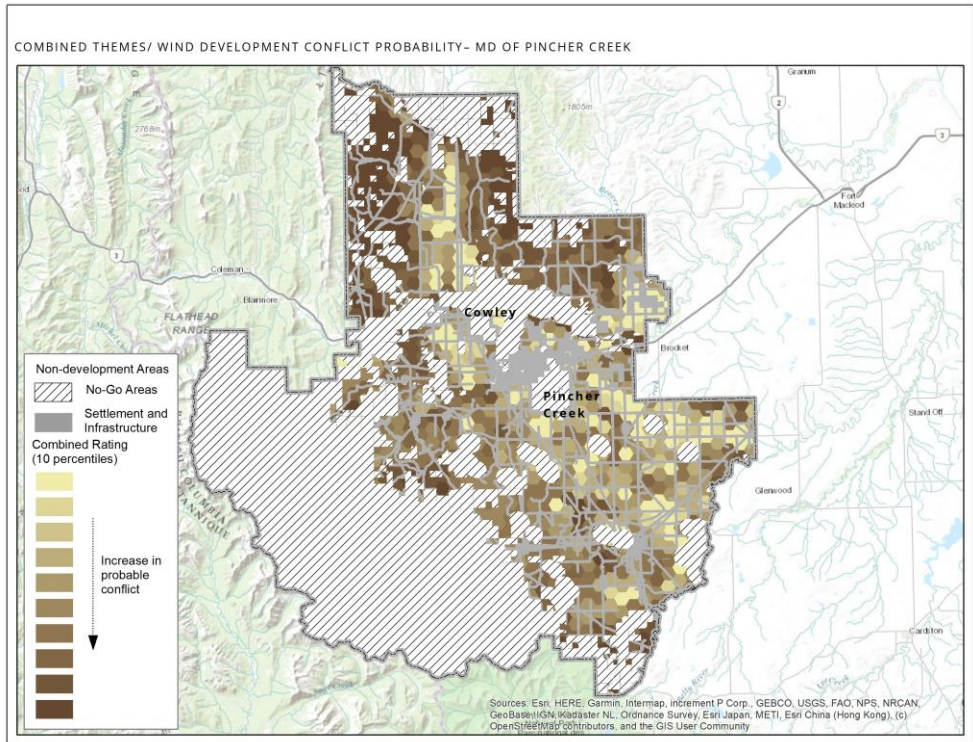 COMBINED THEMES/ WIND DEVELOPMENT CONFLICT PROBABILITY– MD OF PINCHER CREEK
Granum
1805m
2
2768m
3
Fort
Macleod
3
Coleman
Blairmore
FLATHEAD
RANGE
Cowley
Brocket
Pincher
Creek
Stand Off
Glenwood
Cardston
Non-development Areas
No-Go Areas
Settlement and
Infrastructure
Combined Rating
(10 percentiles)
Increase in
probable
conflict
Sources: Esri, HERE, Garmin, Intermap, increment P Corp., GEBCO, USGS, FAO, NPS, NRCAN,
GeoBase, IGN, Kadaster NL, Ordnance Survey, Esri Japan, METI, Esri China (Hong Kong), (c)
OpenStreetMap contributors, and the GIS User Community